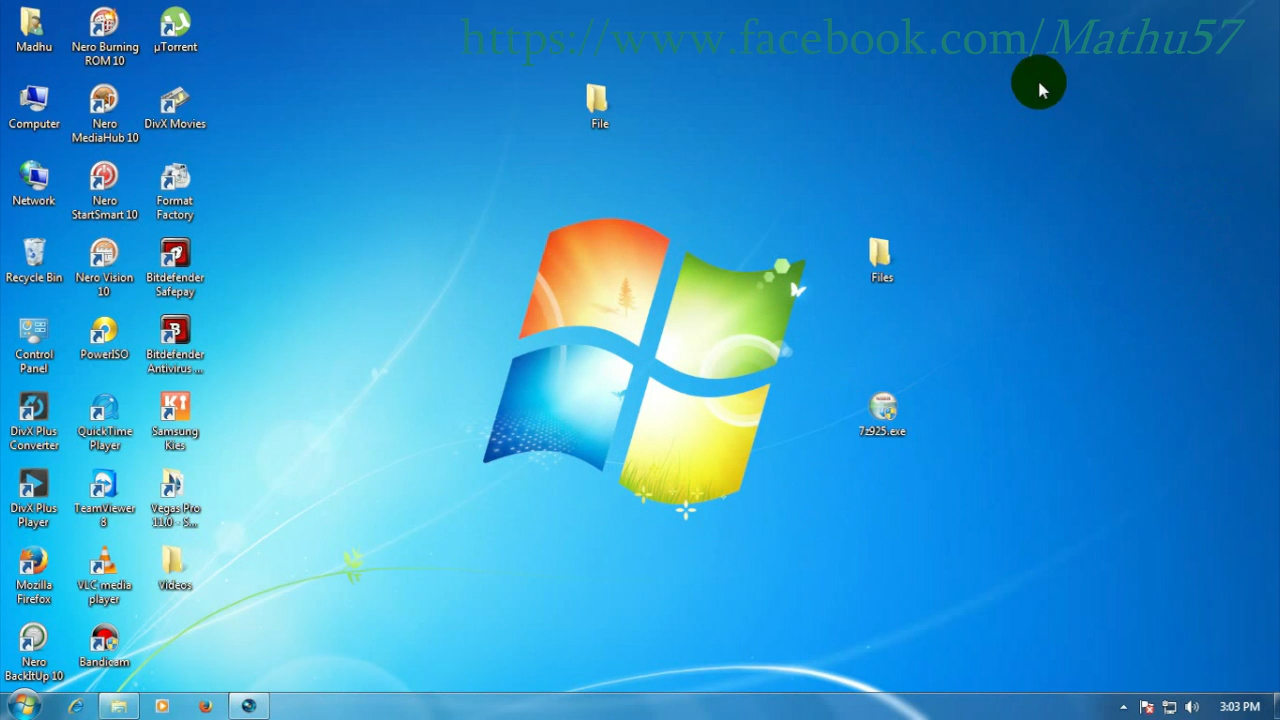 https://www.facebook.com/Mathu57
Madhu
Nero Burning
ROM 10
µTorrent
Computer
Nero
MediaHub 10
DivX Movies
File
Network
Nero
StartSmart 10
Format
Factory
Recycle Bin
Nero Vision
10
Bitdefender
Safepay
Files
Control
Panel
PowerISO
Bitdefender
Antivirus ...
DivX Plus
Converter
QuickTime
Player
Samsung
Kies
7z925.exe
DivX Plus
Player
TeamViewer
8
Vegas Pro
11.0 - S...
Mozilla
Firefox
VLC media
player
Videos
Nero
BackItUp 10
Bandicam
3:03 PM